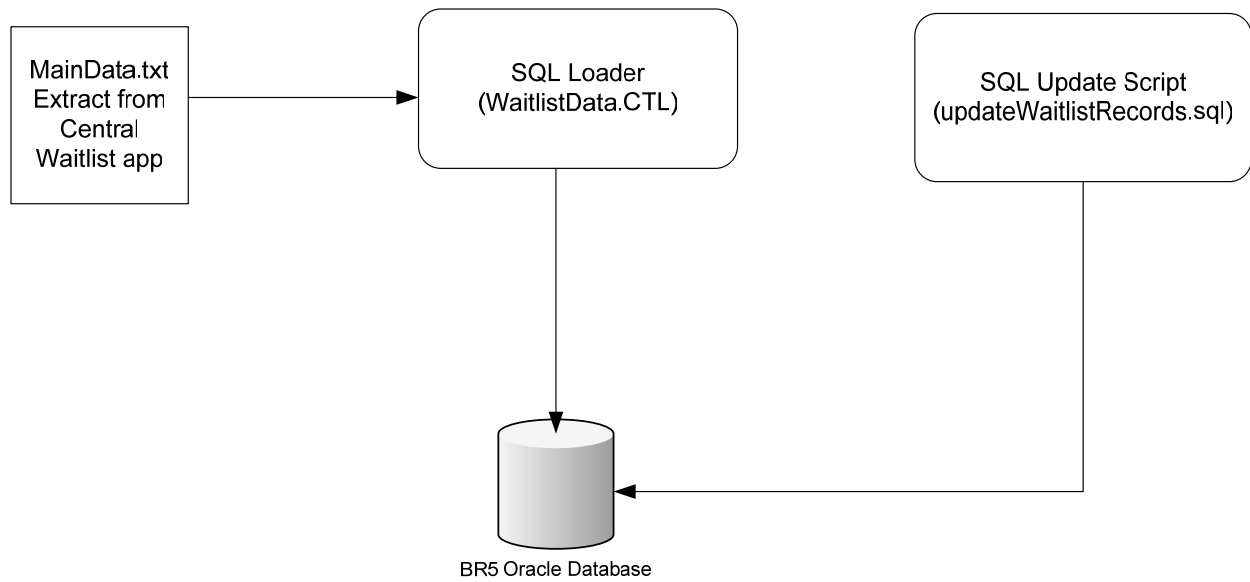 MainData.txt
Extract from
Central
Waitlist app
SQL Loader
(WaitlistData.CTL)
SQL Update Script
(updateWaitlistRecords.sql)
BR5 Oracle Database